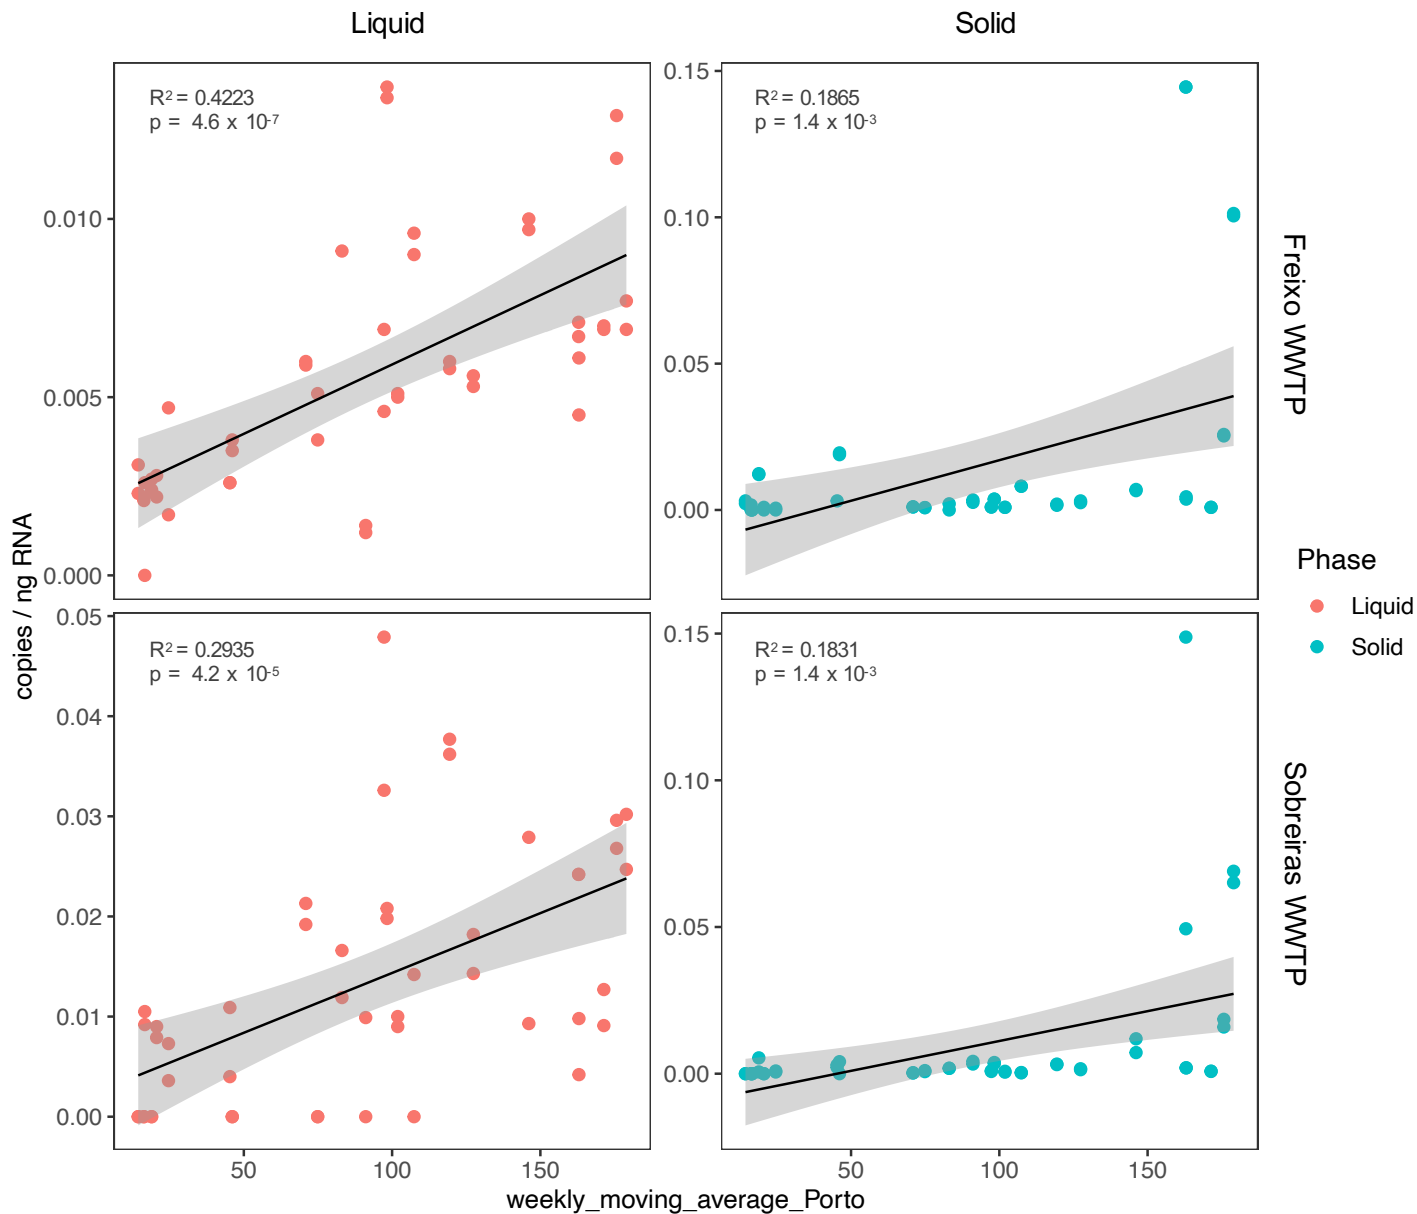 Liquid
Solid
R² = 0.4223
p = 4.6 x 10⁻⁷
0.010
0.005
0.000
R² = 0.1865
p = 1.4 x 10⁻³
0.15
0.10
0.05
0.00
Freixo WWTP
copies / ng RNA
R² = 0.2935
p = 4.2 x 10⁻⁵
0.05
0.04
0.03
0.02
0.01
0.00
50
100
150
R² = 0.1831
p = 1.4 x 10⁻³
0.15
0.10
0.05
0.00
50
100
150
Sobreiras WWTP
weekly_moving_average_Porto
Phase
Liquid
Solid